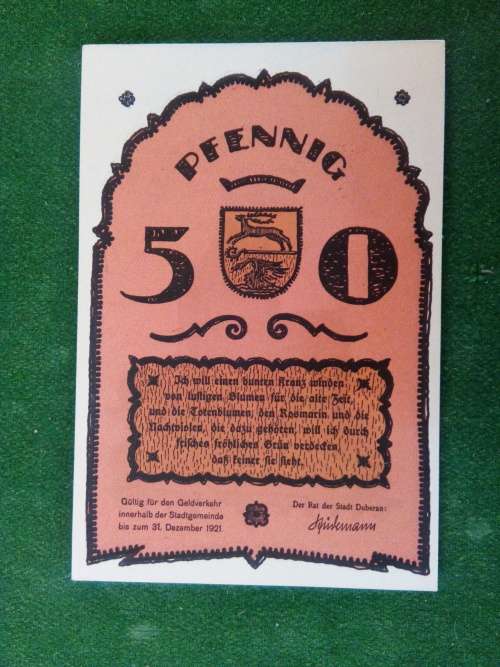 PFENNIG
50
Ich will einen bunten Kranz winden
von lustigen Blumen für die alte Zeit,
und die Totenblumen, den Rosmarin und die
Nachtviolen, die dazu gehören, will ich durch
frisches fröhliches Grün verdecken,
daß keiner sie sieht.
Gültig für den Geldverkehr
innerhalb der Stadtgemeinde
bis zum 31. Dezember 1921
Der Rat der Stadt Doberan: